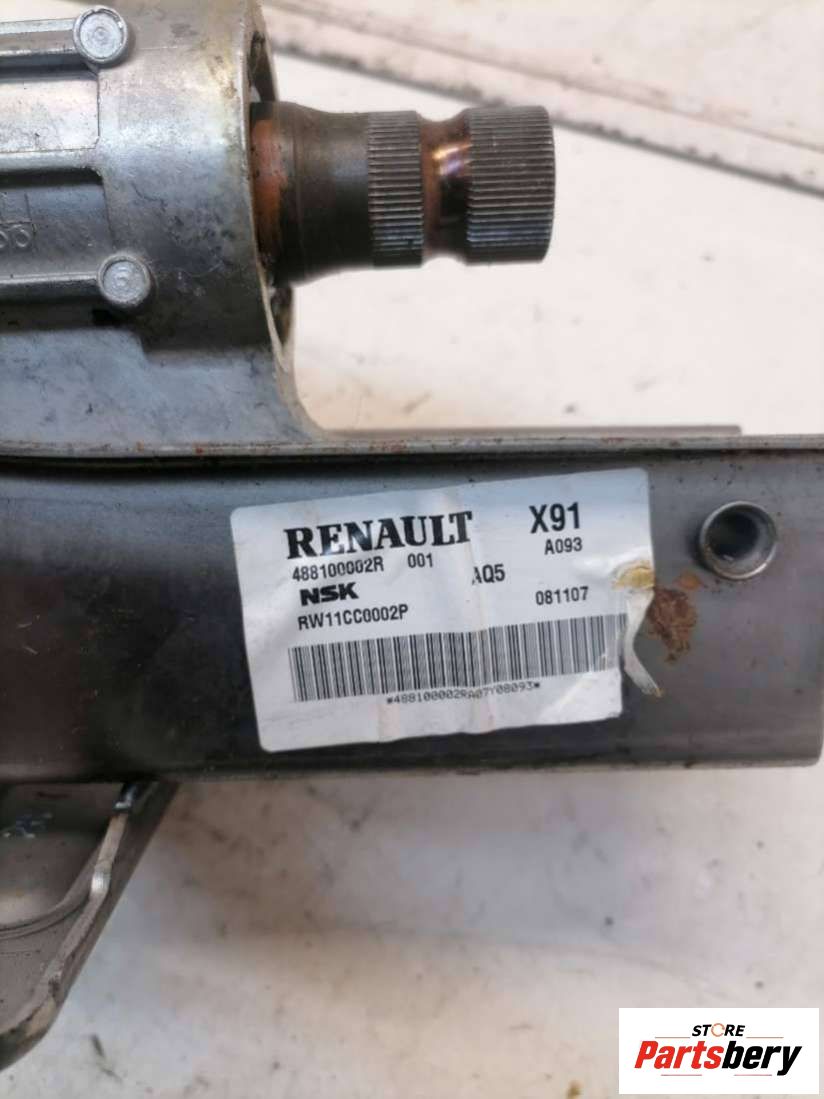 RENAULT X91
488100002R 001 A093
NSK AQ5 081107
RW11CC0002P
*488100002RA07Y08093*
STORE
Partsbery